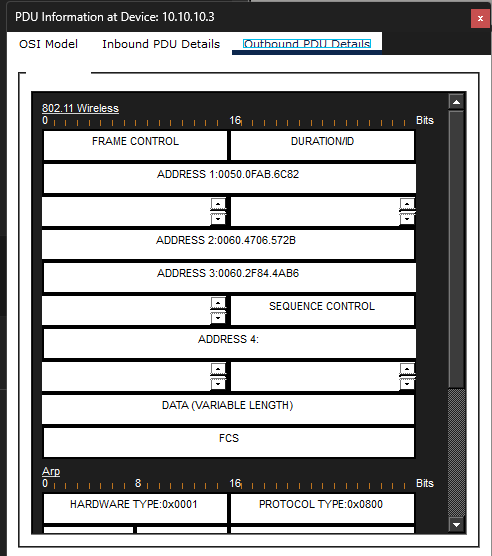 PDU Information at Device: 10.10.10.3
x
OSI Model Inbound PDU Details Outbound PDU Details
802.11 Wireless
0 16 Bits
FRAME CONTROL DURATION/ID
ADDRESS 1:0050.0FAB.6C82
ADDRESS 2:0060.4706.572B
ADDRESS 3:0060.2F84.4AB6
SEQUENCE CONTROL
ADDRESS 4:
DATA (VARIABLE LENGTH)
FCS
Arp
0 8 16 Bits
HARDWARE TYPE:0x0001 PROTOCOL TYPE:0x0800